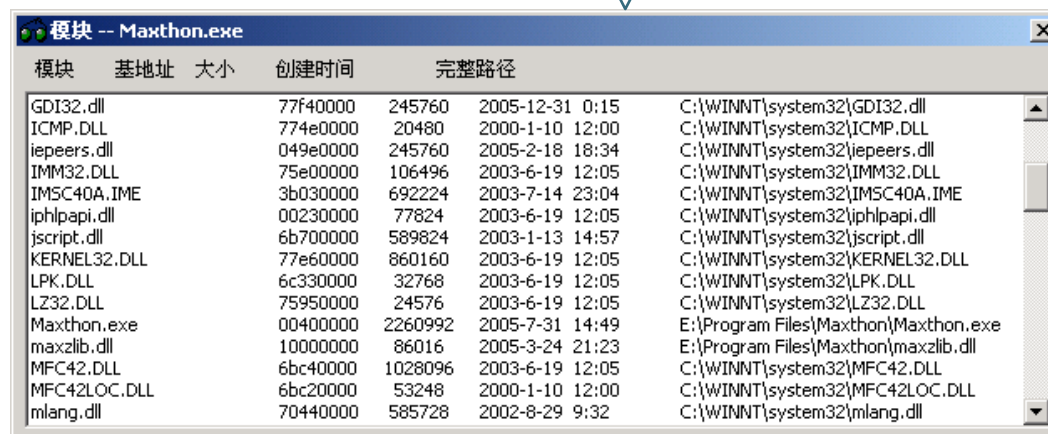 模块 -- Maxthon.exe
模块 基地址 大小 创建时间 完整路径
GDI32.dll 77f40000 245760 2005-12-31 0:15 C:\WINNT\system32\GDI32.dll
ICMP.DLL 774e0000 20480 2000-1-10 12:00 C:\WINNT\system32\ICMP.DLL
iepeers.dll 049e0000 245760 2005-2-18 18:34 C:\WINNT\system32\iepeers.dll
IMM32.DLL 75e00000 106496 2003-6-19 12:05 C:\WINNT\system32\IMM32.DLL
IMSC40A.IME 3b030000 692224 2003-7-14 23:04 C:\WINNT\system32\IMSC40A.IME
iphlpapi.dll 00230000 77824 2003-6-19 12:05 C:\WINNT\system32\iphlpapi.dll
jscript.dll 6b700000 589824 2003-1-13 14:57 C:\WINNT\system32\jscript.dll
KERNEL32.DLL 77e60000 860160 2003-6-19 12:05 C:\WINNT\system32\KERNEL32.DLL
LPK.DLL 6c330000 32768 2003-6-19 12:05 C:\WINNT\system32\LPK.DLL
LZ32.DLL 75950000 24576 2003-6-19 12:05 C:\WINNT\system32\LZ32.DLL
Maxthon.exe 00400000 2260992 2005-7-31 14:49 E:\Program Files\Maxthon\Maxthon.exe
maxzlib.dll 10000000 86016 2005-3-24 21:23 E:\Program Files\Maxthon\maxzlib.dll
MFC42.DLL 6bc40000 1028096 2003-6-19 12:05 C:\WINNT\system32\MFC42.DLL
MFC42LOC.DLL 6bc20000 53248 2000-1-10 12:00 C:\WINNT\system32\MFC42LOC.DLL
mlang.dll 70440000 585728 2002-8-29 9:32 C:\WINNT\system32\mlang.dll